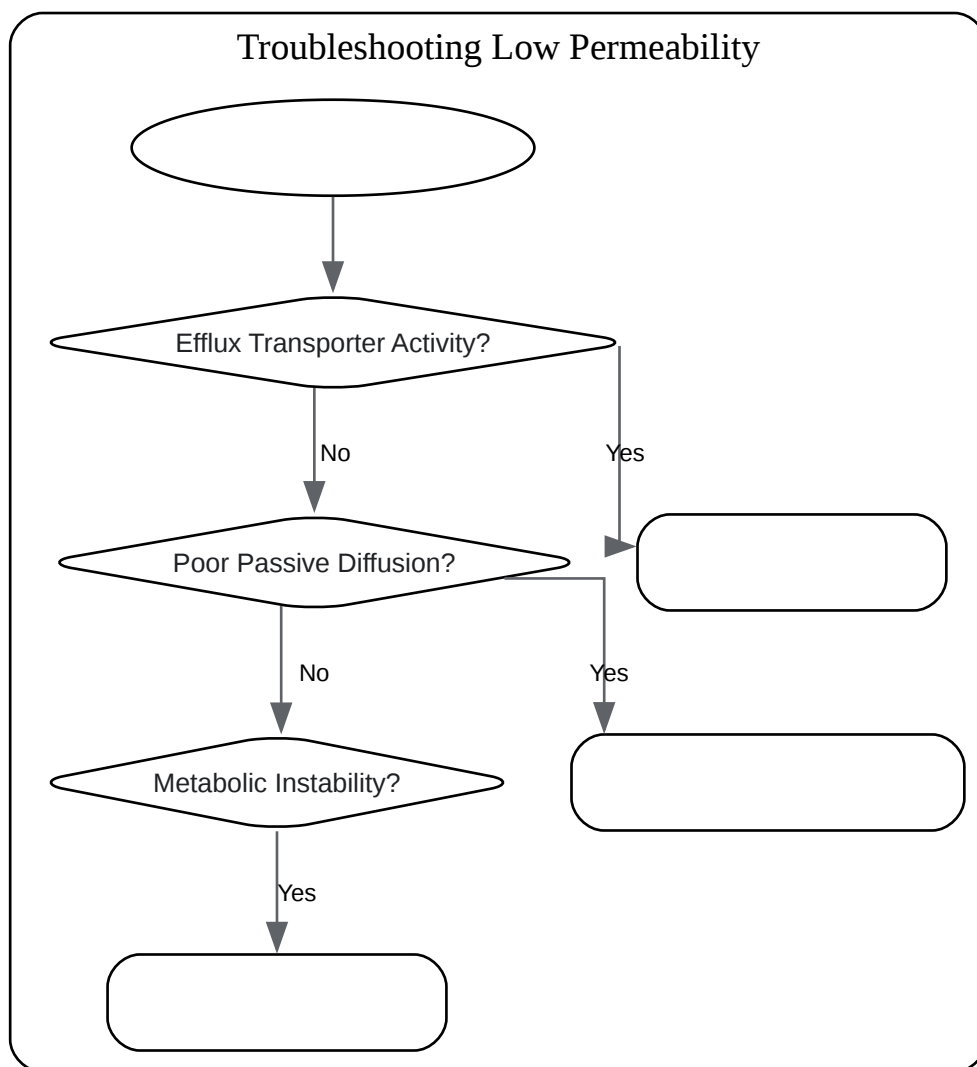 Troubleshooting Low Permeability
Efflux Transporter Activity?
No
Yes
Poor Passive Diffusion?
No
Yes
Metabolic Instability?
Yes